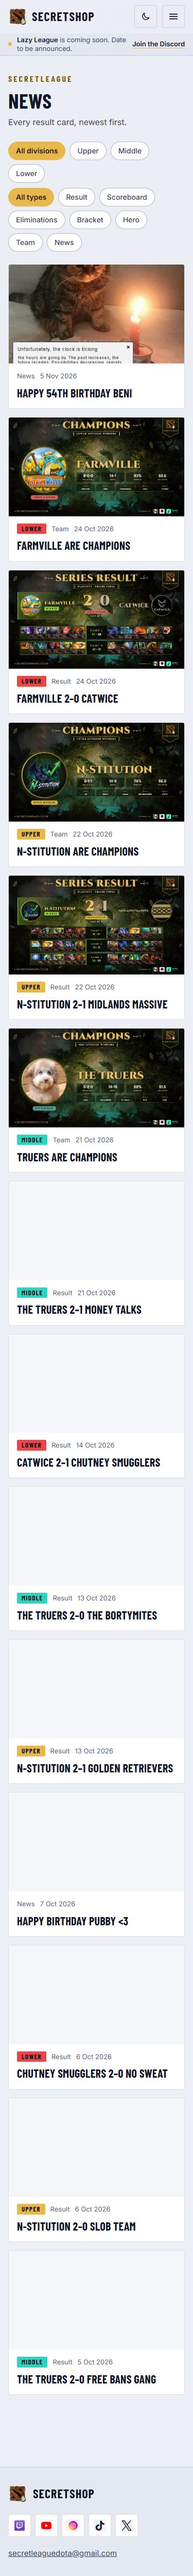 SECRETSHOP
Lazy League is coming soon. Date
to be announced.
Join the Discord
SECRETLEAGUE
NEWS
Every result card, newest first.
All divisions
Upper
Middle
Lower
All types
Result
Scoreboard
Eliminations
Bracket
Hero
Team
News
Unfortunately, the clock is ticking
the hours are going by. The past increases, the
News 5 Nov 2026
HAPPY 54TH BIRTHDAY BENI
CHAMPIONS
FARMVILLE
LOWER Team 24 Oct 2026
FARMVILLE ARE CHAMPIONS
SERIES RESULT
FARMVILLE 2-0 CATWICE
LOWER Result 24 Oct 2026
FARMVILLE 2-0 CATWICE
CHAMPIONS
N-STITUTION
UPPER Team 22 Oct 2026
N-STITUTION ARE CHAMPIONS
SERIES RESULT
N-STITUTION 2-1
UPPER Result 22 Oct 2026
N-STITUTION 2-1 MIDLANDS MASSIVE
CHAMPIONS
THE TRUERS
MIDDLE Team 21 Oct 2026
TRUERS ARE CHAMPIONS
MIDDLE Result 21 Oct 2026
THE TRUERS 2-1 MONEY TALKS
LOWER Result 14 Oct 2026
CATWICE 2-1 CHUTNEY SMUGGLERS
MIDDLE Result 13 Oct 2026
THE TRUERS 2-0 THE BORTYMITES
UPPER Result 13 Oct 2026
N-STITUTION 2-1 GOLDEN RETRIEVERS
News 7 Oct 2026
HAPPY BIRTHDAY PUBBY <3
LOWER Result 6 Oct 2026
CHUTNEY SMUGGLERS 2-0 NO SWEAT
UPPER Result 6 Oct 2026
N-STITUTION 2-0 SLOB TEAM
MIDDLE Result 5 Oct 2026
THE TRUERS 2-0 FREE BANS GANG
SECRETSHOP
secretleaguedota@gmail.com